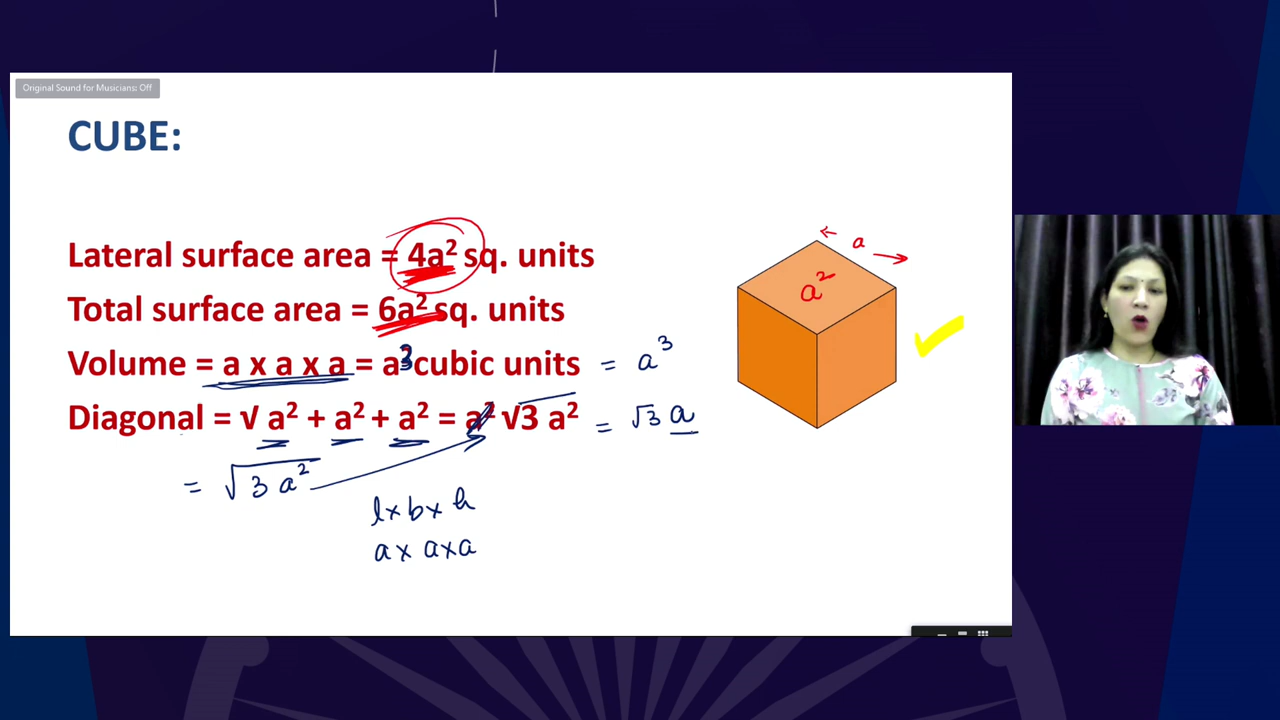 Original Sound for Musicians: Off
CUBE:
Lateral surface area = 4a² sq. units
Total surface area = 6a² sq. units
Volume = a x a x a = a³ cubic units = a³
Diagonal = √ a² + a² + a² = a² √3 a² = √3 a
= √3 a²
l×b×h
a× a×a
a
a²